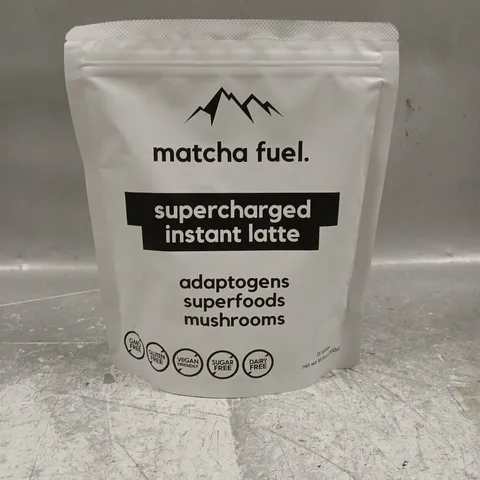 matcha fuel.
supercharged
instant latte
adaptogens
superfoods
mushrooms
GMO
FREE
GLUTEN
FREE
VEGAN
FRIENDLY
SUGAR
FREE
DAIRY
FREE